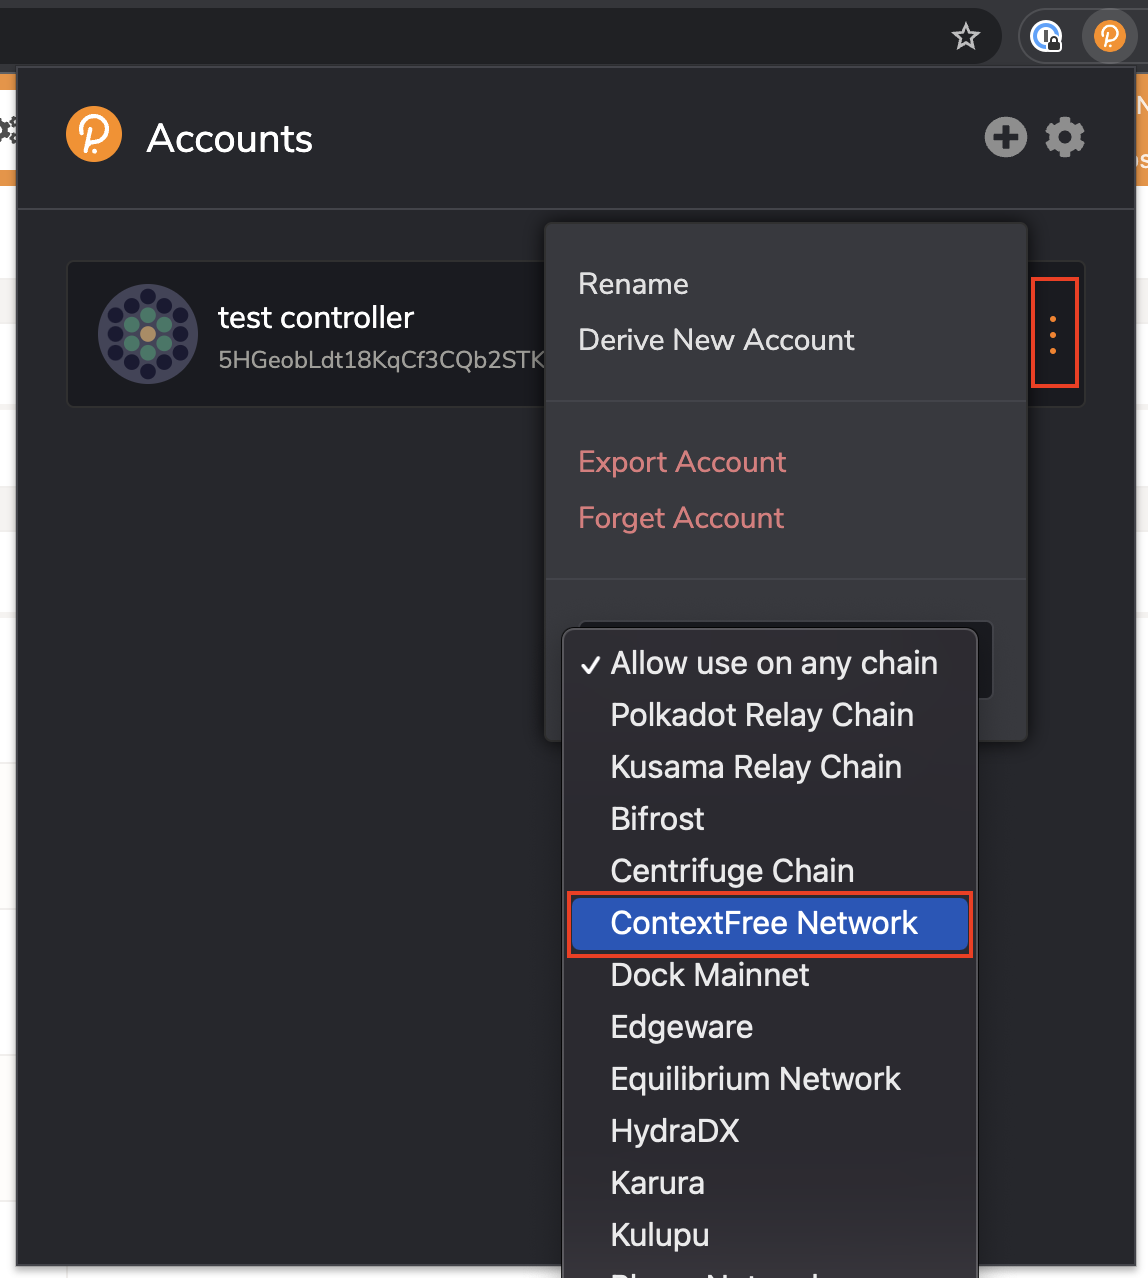 Accounts
test controller
5HGeobLdt18KqCf3CQb2STK
Rename
Derive New Account
Export Account
Forget Account
✓ Allow use on any chain
Polkadot Relay Chain
Kusama Relay Chain
Bifrost
Centrifuge Chain
ContextFree Network
Dock Mainnet
Edgeware
Equilibrium Network
HydraDX
Karura
Kulupu